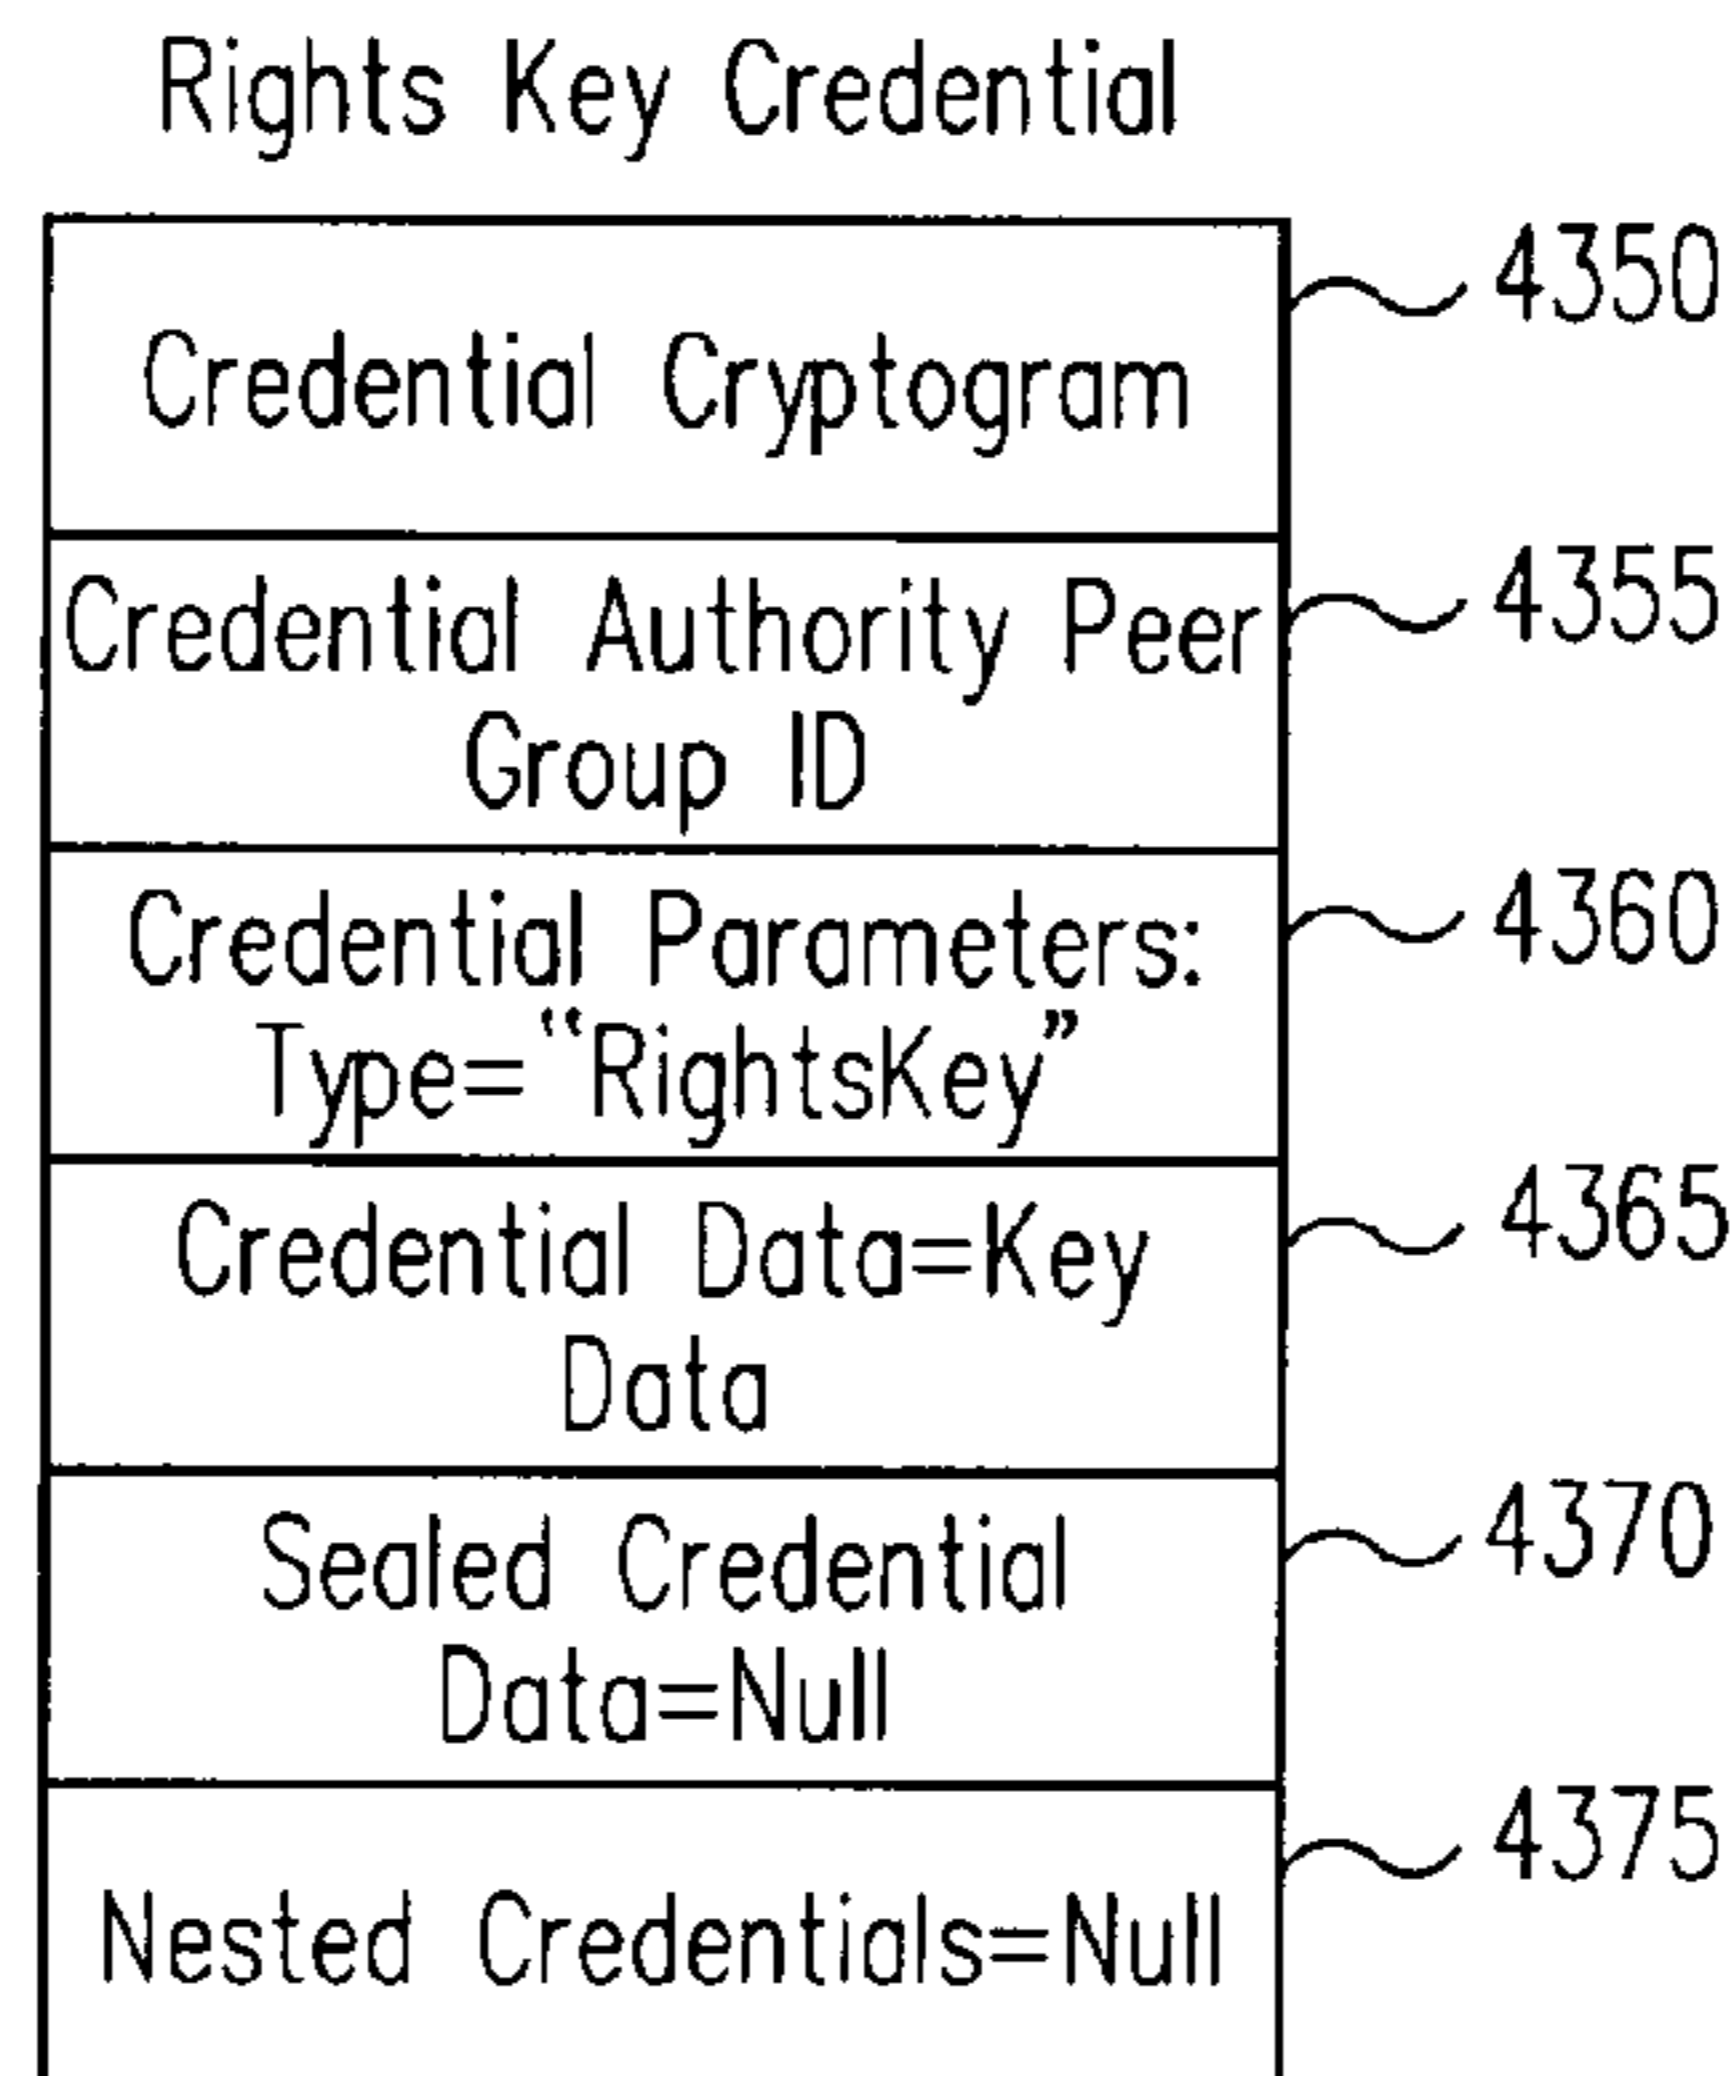 Rights Key Credential
Credential Cryptogram
4350
Credential Authority Peer
Group ID
4355
Credential Parameters:
Type=“RightsKey”
4360
Credential Data=Key
Data
4365
Sealed Credential
Data=Null
4370
Nested Credentials=Null
4375